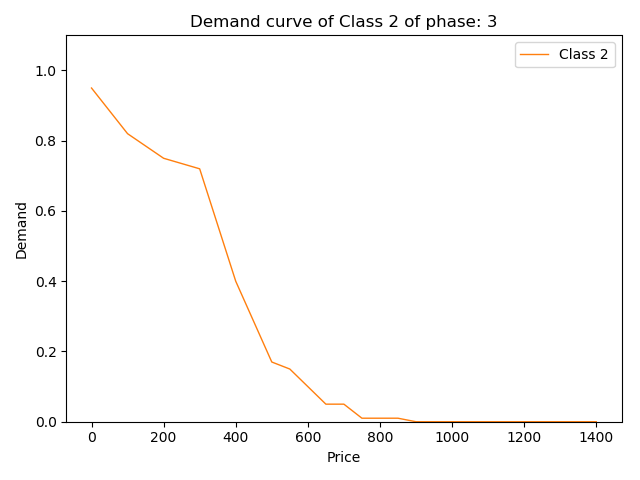 Demand curve of Class 2 of phase: 3
Class 2
1.0
0.8
0.6
0.4
0.2
0.0
Demand
0 200 400 600 800 1000 1200 1400
Price